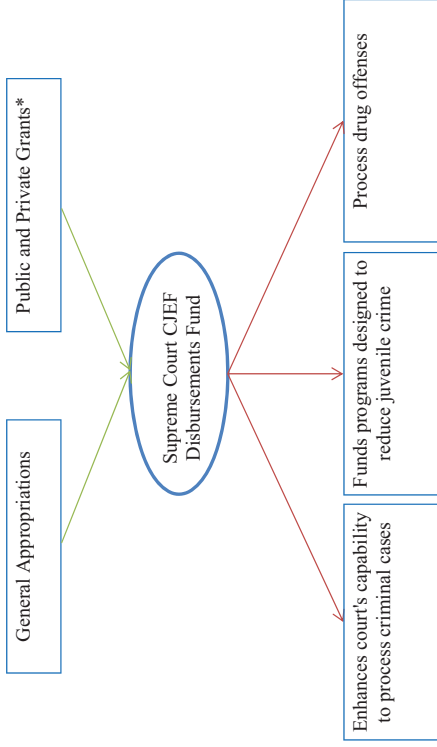 General Appropriations
Public and Private Grants*
Supreme Court CJEF
Disbursements Fund
Enhances court's capability
to process criminal cases
Funds programs designed to
reduce juvenile crime
Process drug offenses